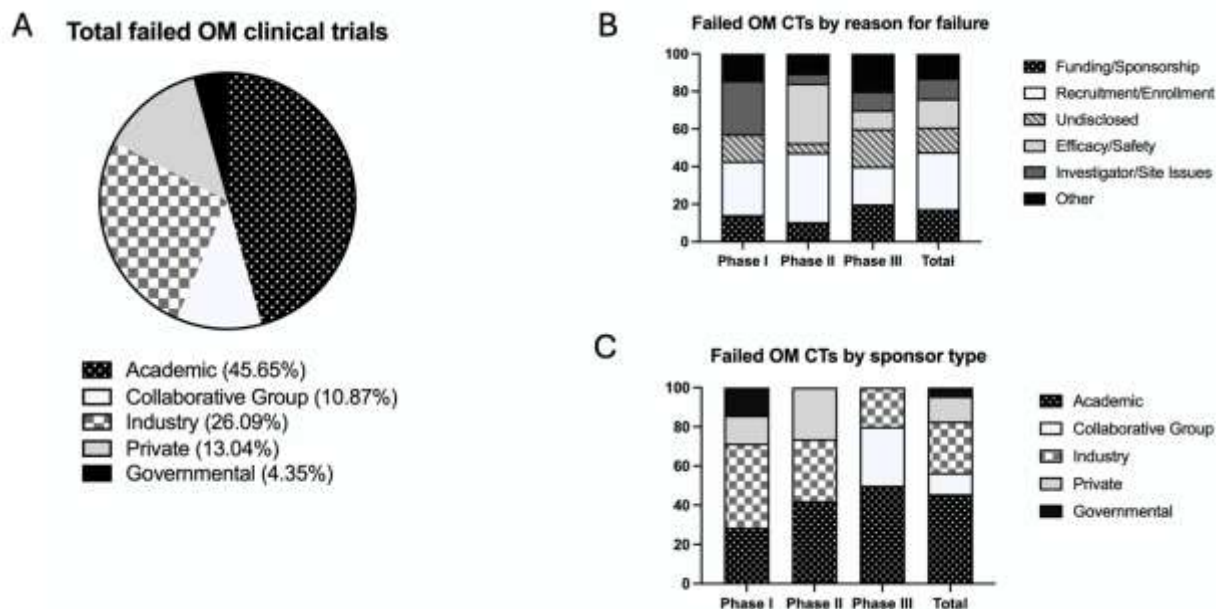 A
Total failed OM clinical trials
Academic (45.65%)
Collaborative Group (10.87%)
Industry (26.09%)
Private (13.04%)
Governmental (4.35%)
B
Failed OM CTs by reason for failure
100
80
60
40
20
0
Phase I Phase II Phase III Total
Funding/Sponsorship
Recruitment/Enrollment
Undisclosed
Efficacy/Safety
Investigator/Site Issues
Other
C
Failed OM CTs by sponsor type
100
80
60
40
20
0
Phase I Phase II Phase III Total
Academic
Collaborative Group
Industry
Private
Governmental